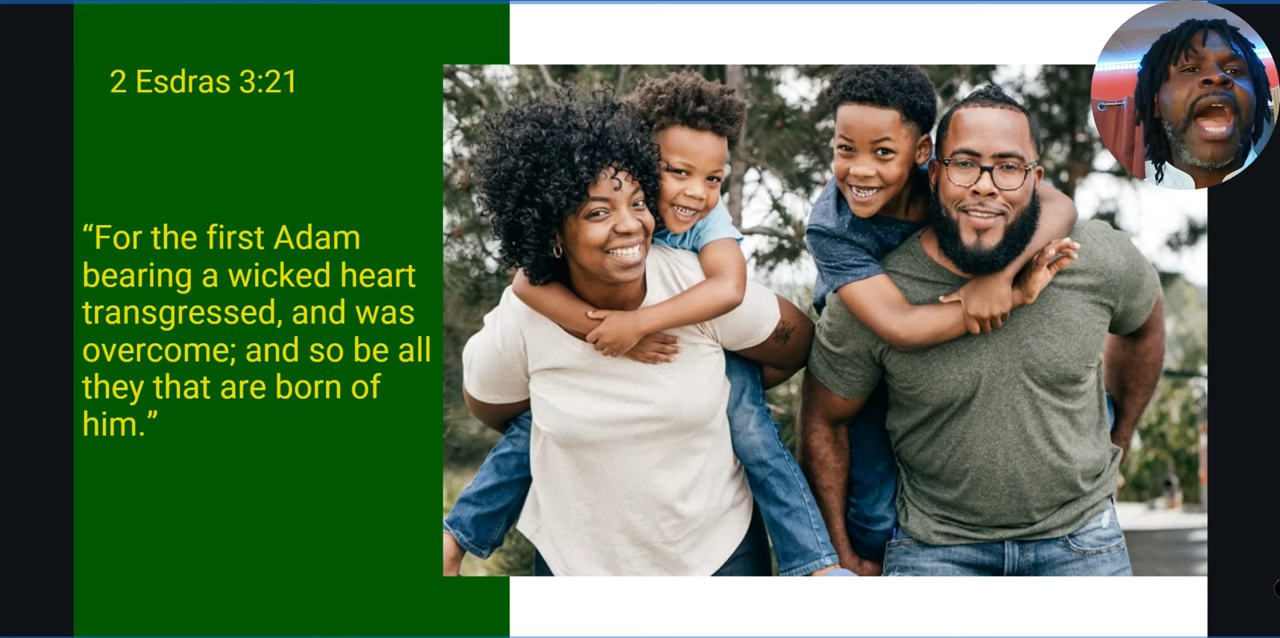 2 Esdras 3:21
“For the first Adam
bearing a wicked heart
transgressed, and was
overcome; and so be all
they that are born of
him.”